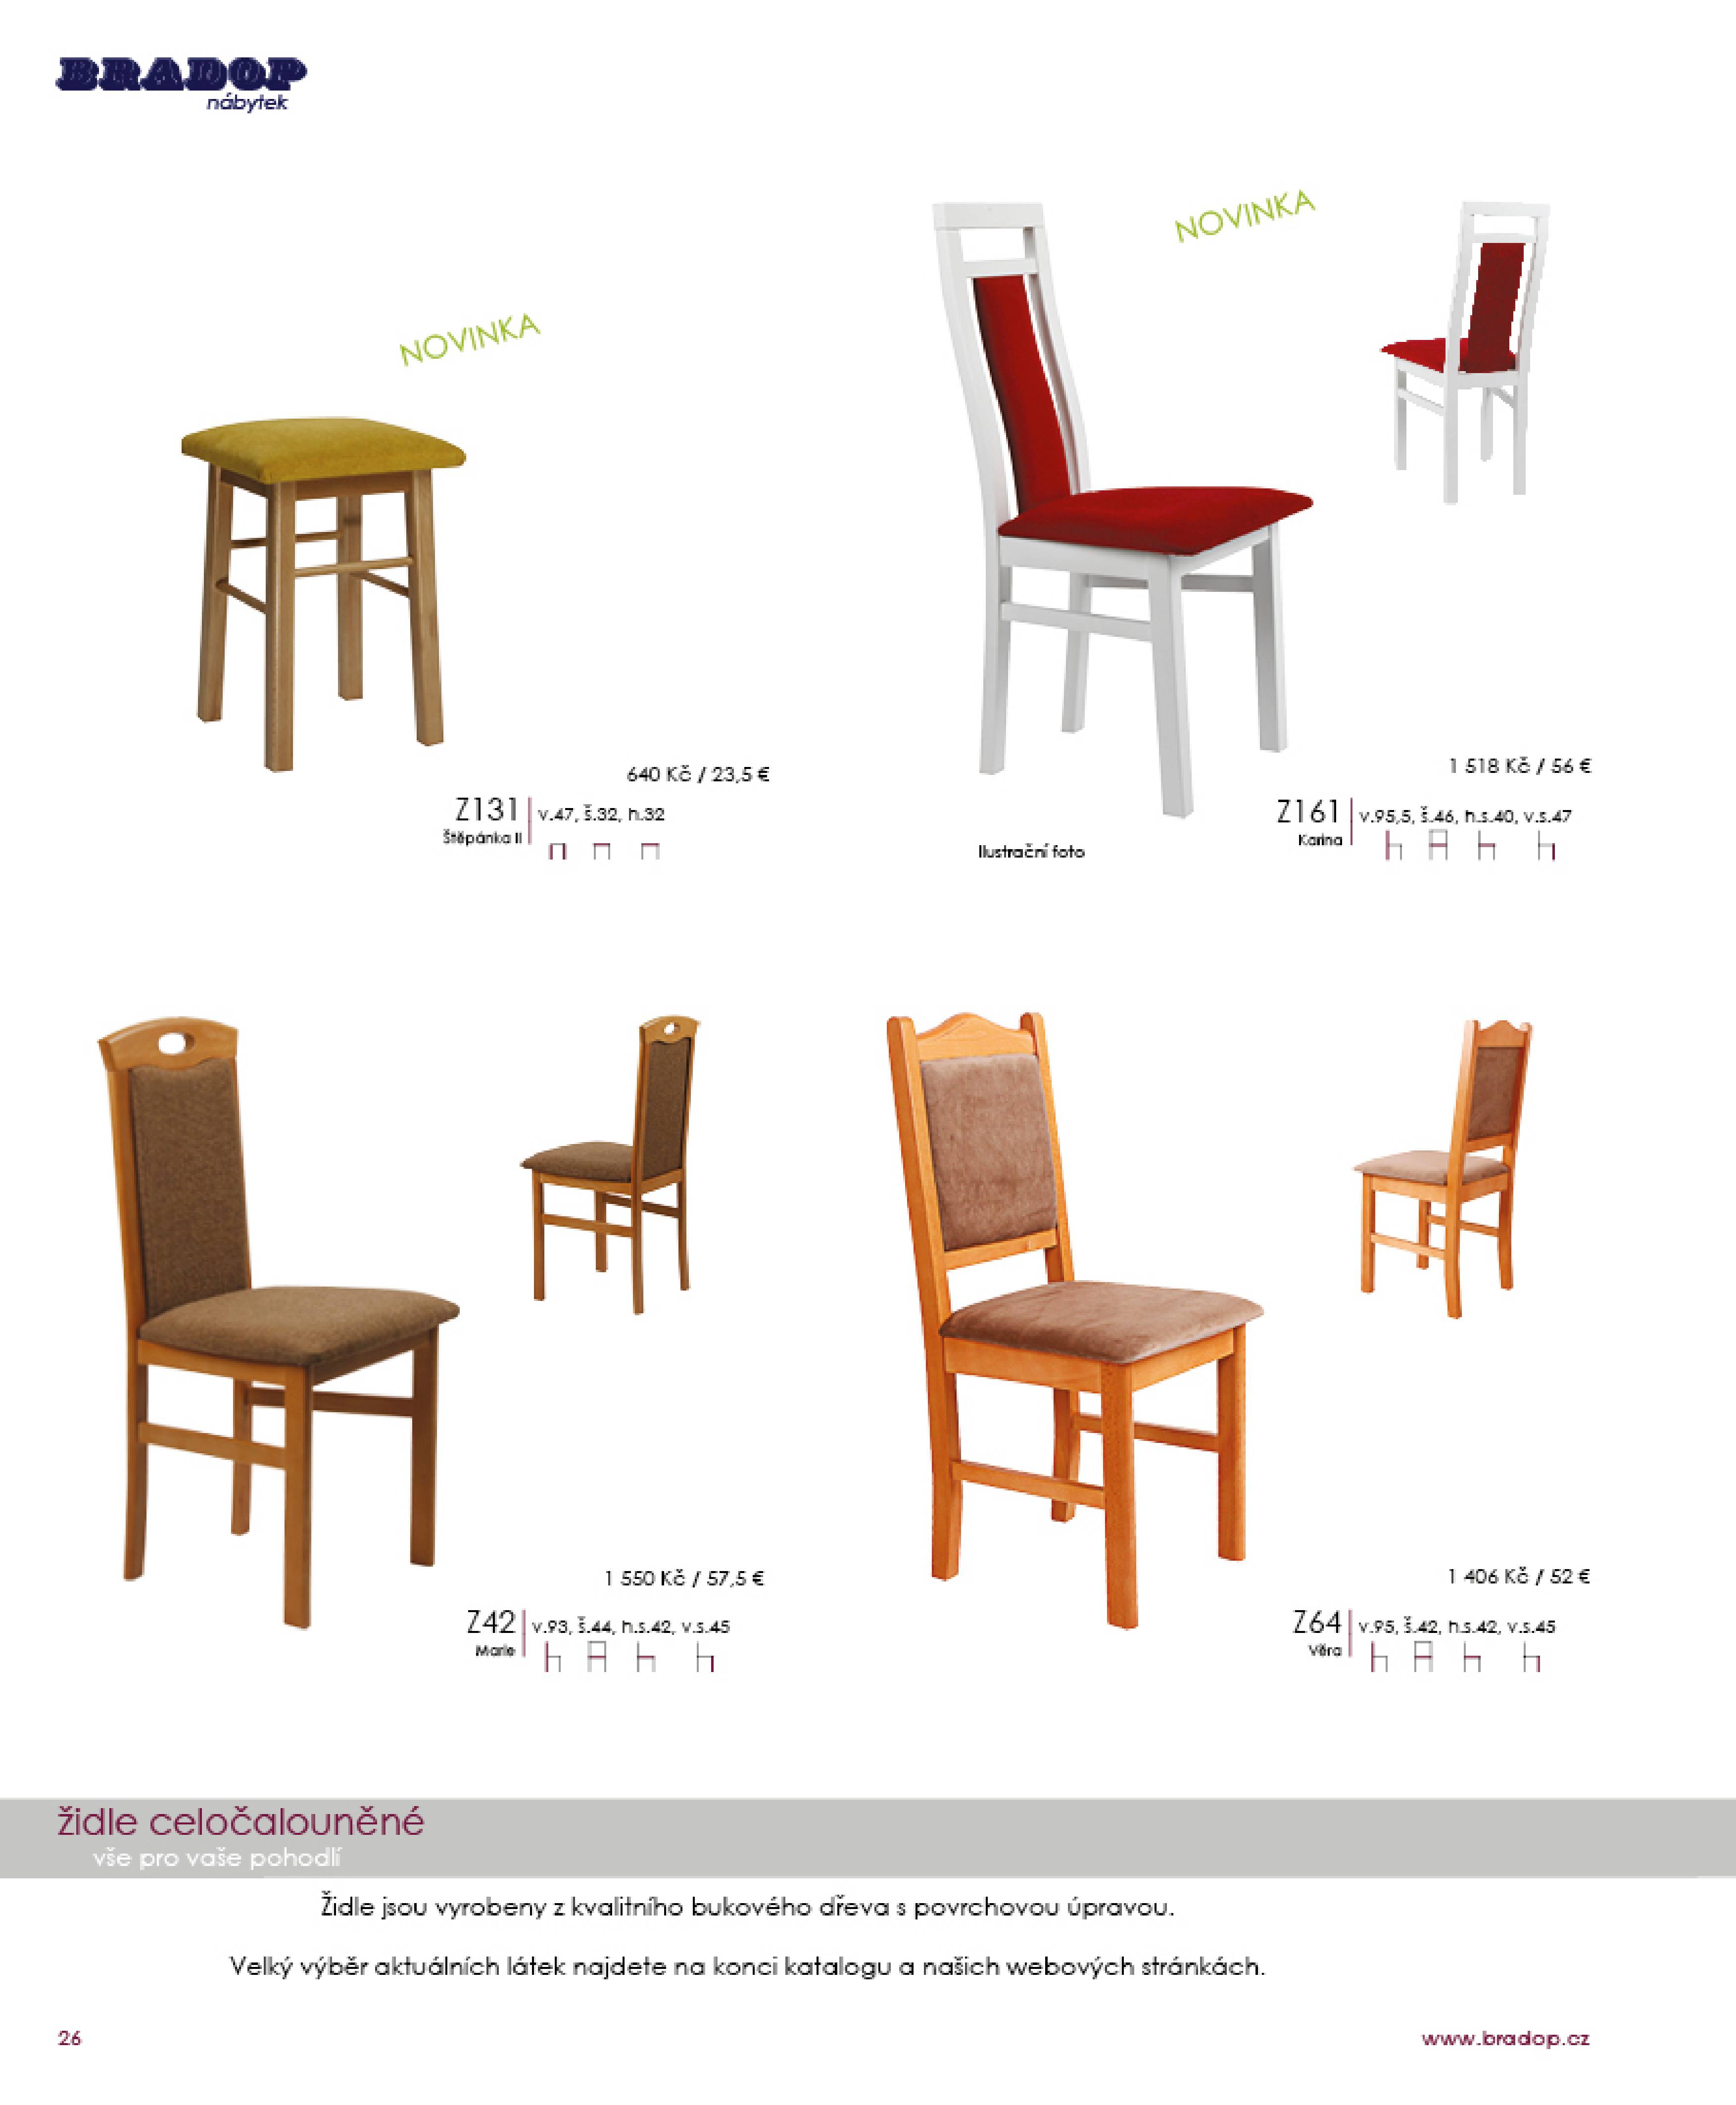 BRADOP
nábytek
NOVINKA
NOVINKA
640 Kč / 23,5 €
Z131
v.47, š.32, h.32
Štěpánka II
1 518 Kč / 56 €
Z161
v.95,5, š.46, h.s.40, v.s.47
Karina
Ilustrační foto
1 550 Kč / 57,5 €
Z42
v.93, š.44, h.s.42, v.s.45
Marie
1 406 Kč / 52 €
Z64
v.95, š.42, h.s.42, v.s.45
Věra
židle celočalouněné
vše pro vaše pohodlí
Židle jsou vyrobeny z kvalitního bukového dřeva s povrchovou úpravou.
Velký výběr aktuálních látek najdete na konci katalogu a našich webových stránkách.
26
www.bradop.cz